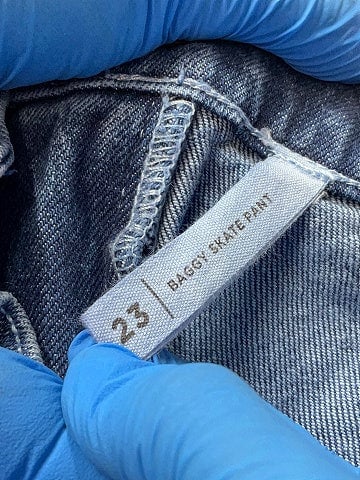 23 | BAGGY SKATE PANT